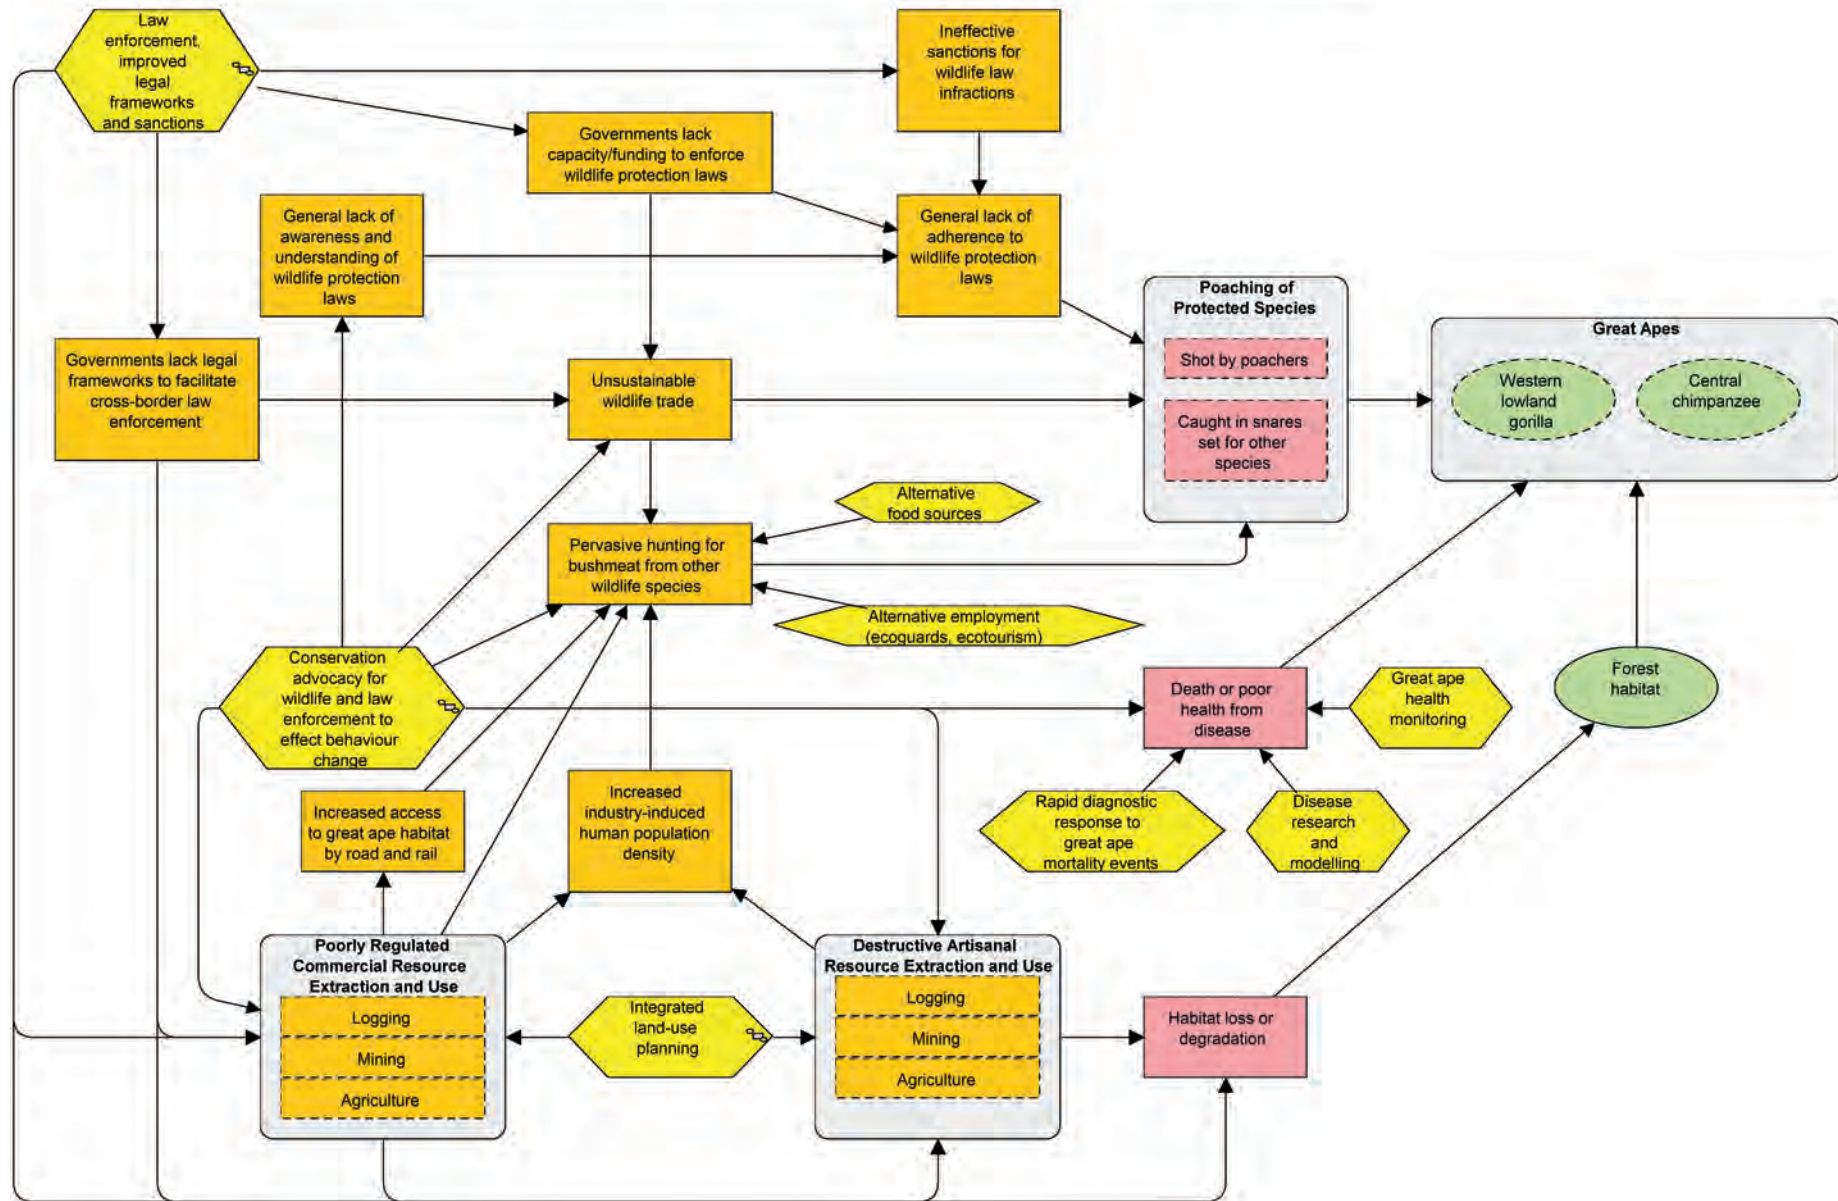 Law
enforcement,
improved
legal
frameworks
and sanctions
Ineffective
sanctions for
wildlife law
infractions
Governments lack
capacity/funding to enforce
wildlife protection laws
General lack of
awareness and
understanding of
wildlife protection
laws
General lack of
adherence to
wildlife protection
laws
Poaching of
Protected Species
Shot by poachers
Caught in snares
set for other
species
Great Apes
Western
lowland
gorilla
Central
chimpanzee
Governments lack legal
frameworks to facilitate
cross-border law
enforcement
Unsustainable
wildlife trade
Alternative
food sources
Pervasive hunting for
bushmeat from other
wildlife species
Alternative employment
(ecoguards, ecotourism)
Conservation
advocacy for
wildlife and law
enforcement to
effect behaviour
change
Death or poor
health from
disease
Great ape
health
monitoring
Forest
habitat
Increased access
to great ape habitat
by road and rail
Increased
industry-induced
human population
density
Rapid diagnostic
response to
great ape
mortality events
Disease
research
and
modelling
Poorly Regulated
Commercial Resource
Extraction and Use
Logging
Mining
Agriculture
Integrated
land-use
planning
Destructive Artisanal
Resource Extraction and Use
Logging
Mining
Agriculture
Habitat loss or
degradation